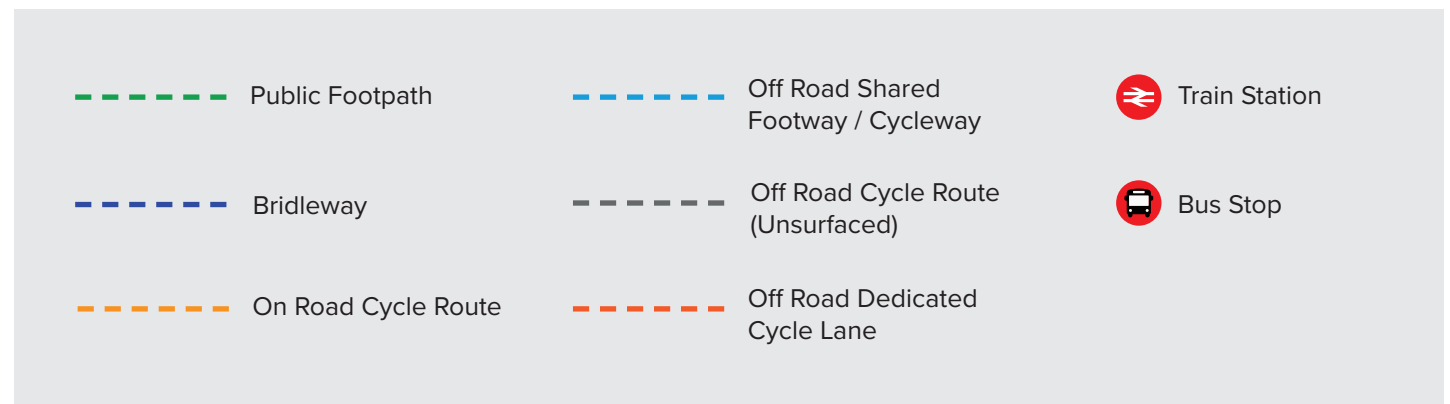 Public Footpath
Bridleway
On Road Cycle Route
Off Road Shared
Footway / Cycleway
Off Road Cycle Route
(Unsurfaced)
Off Road Dedicated
Cycle Lane
Train Station
Bus Stop